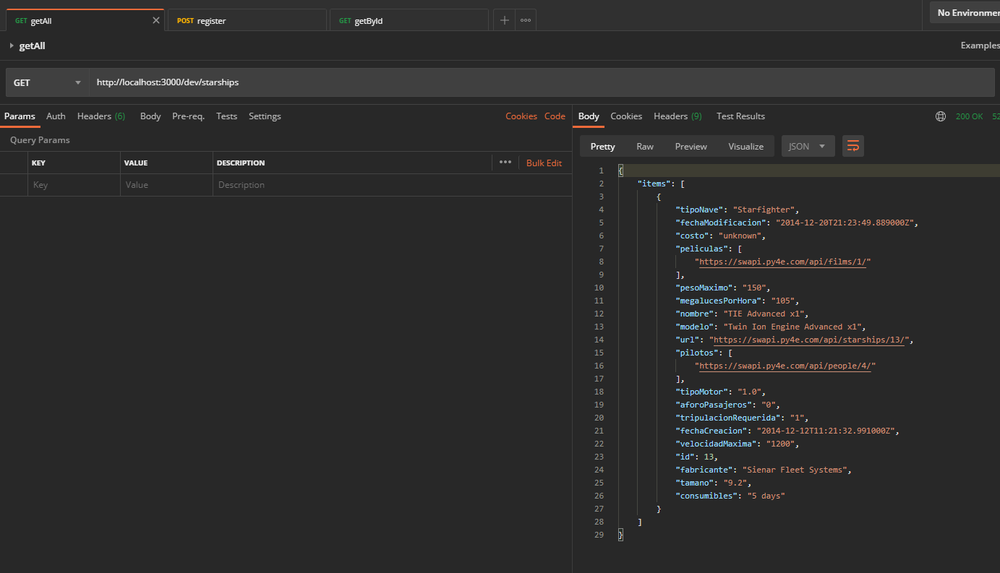 GET getAll
POST register
GET getById
No Environmen
getAll
Examples
GET http://localhost:3000/dev/starships
Params Auth Headers (6) Body Pre-req. Tests Settings Cookies Code
Query Params
KEY VALUE DESCRIPTION ••• Bulk Edit
Key Value Description
Body Cookies Headers (9) Test Results 200 OK 52
Pretty Raw Preview Visualize JSON
1 {
2 "items": [
3 {
4 "tipoNave": "Starfighter",
5 "fechaModificacion": "2014-12-20T21:23:49.889000Z",
6 "costo": "unknown",
7 "peliculas": [
8 "https://swapi.py4e.com/api/films/1/"
9 ],
10 "pesoMaximo": "150",
11 "megalucesPorHora": "105",
12 "nombre": "TIE Advanced x1",
13 "modelo": "Twin Ion Engine Advanced x1",
14 "url": "https://swapi.py4e.com/api/starships/13/",
15 "pilotos": [
16 "https://swapi.py4e.com/api/people/4/"
17 ],
18 "tipoMotor": "1.0",
19 "aforoPasajeros": "0",
20 "tripulacionRequerida": "1",
21 "fechaCreacion": "2014-12-12T11:21:32.991000Z",
22 "velocidadMaxima": "1200",
23 "id": 13,
24 "fabricante": "Sienar Fleet Systems",
25 "tamano": "9.2",
26 "consumibles": "5 days"
27 }
28 ]
29 }